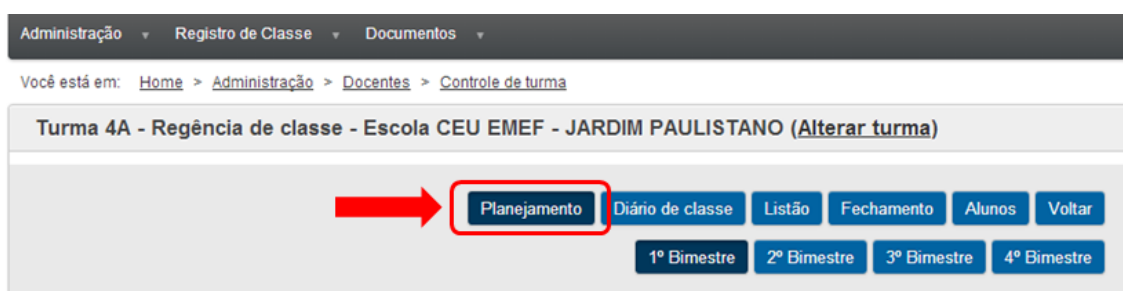 Administração Registro de Classe Documentos
Você está em: Home > Administração > Docentes > Controle de turma
Turma 4A - Regência de classe - Escola CEU EMEF - JARDIM PAULISTANO (Alterar turma)
Planejamento Diário de classe Listão Fechamento Alunos Voltar
1º Bimestre 2º Bimestre 3º Bimestre 4º Bimestre